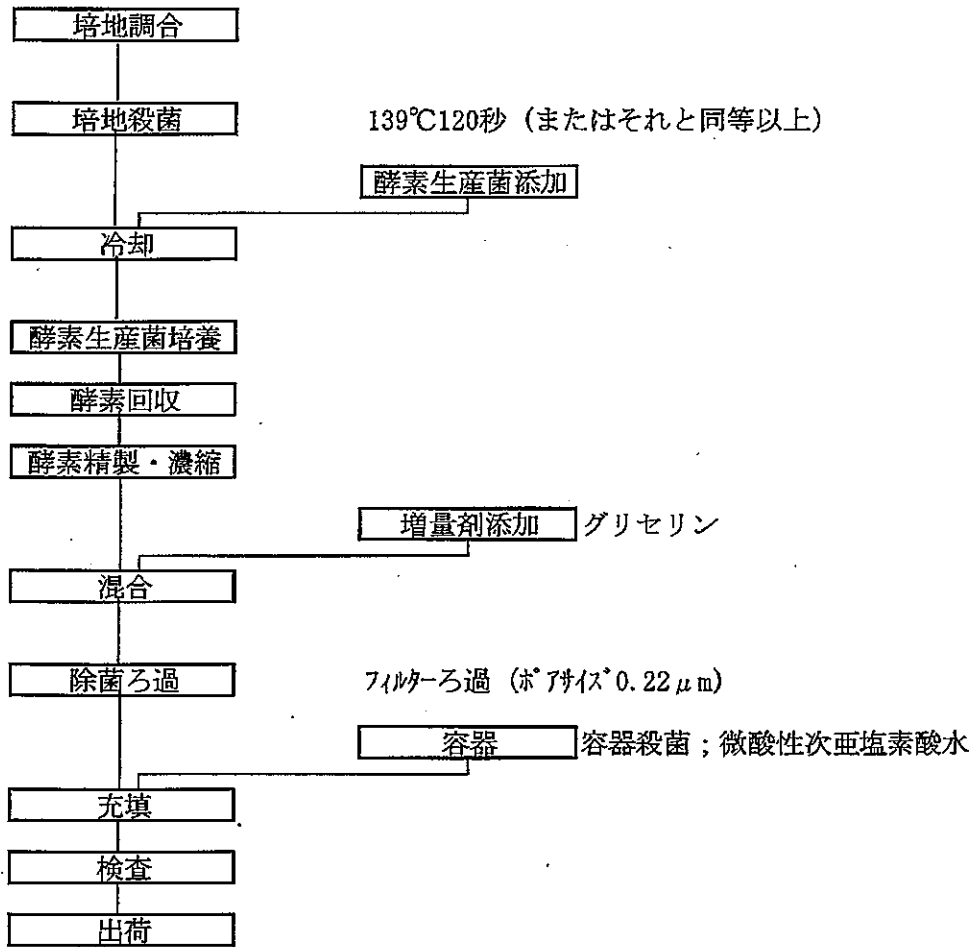 培地調合
培地殺菌 139℃120秒 (またはそれと同等以上)
酵素生産菌添加
冷却
酵素生産菌培養
酵素回収
酵素精製・濃縮
増量剤添加 グリセリン
混合
除菌ろ過 ﾌｨﾙﾀｰろ過 (ﾎﾟｱｻｲｽﾞ0.22μm)
容器 容器殺菌；微酸性次亜塩素酸水
充填
検査
出荷